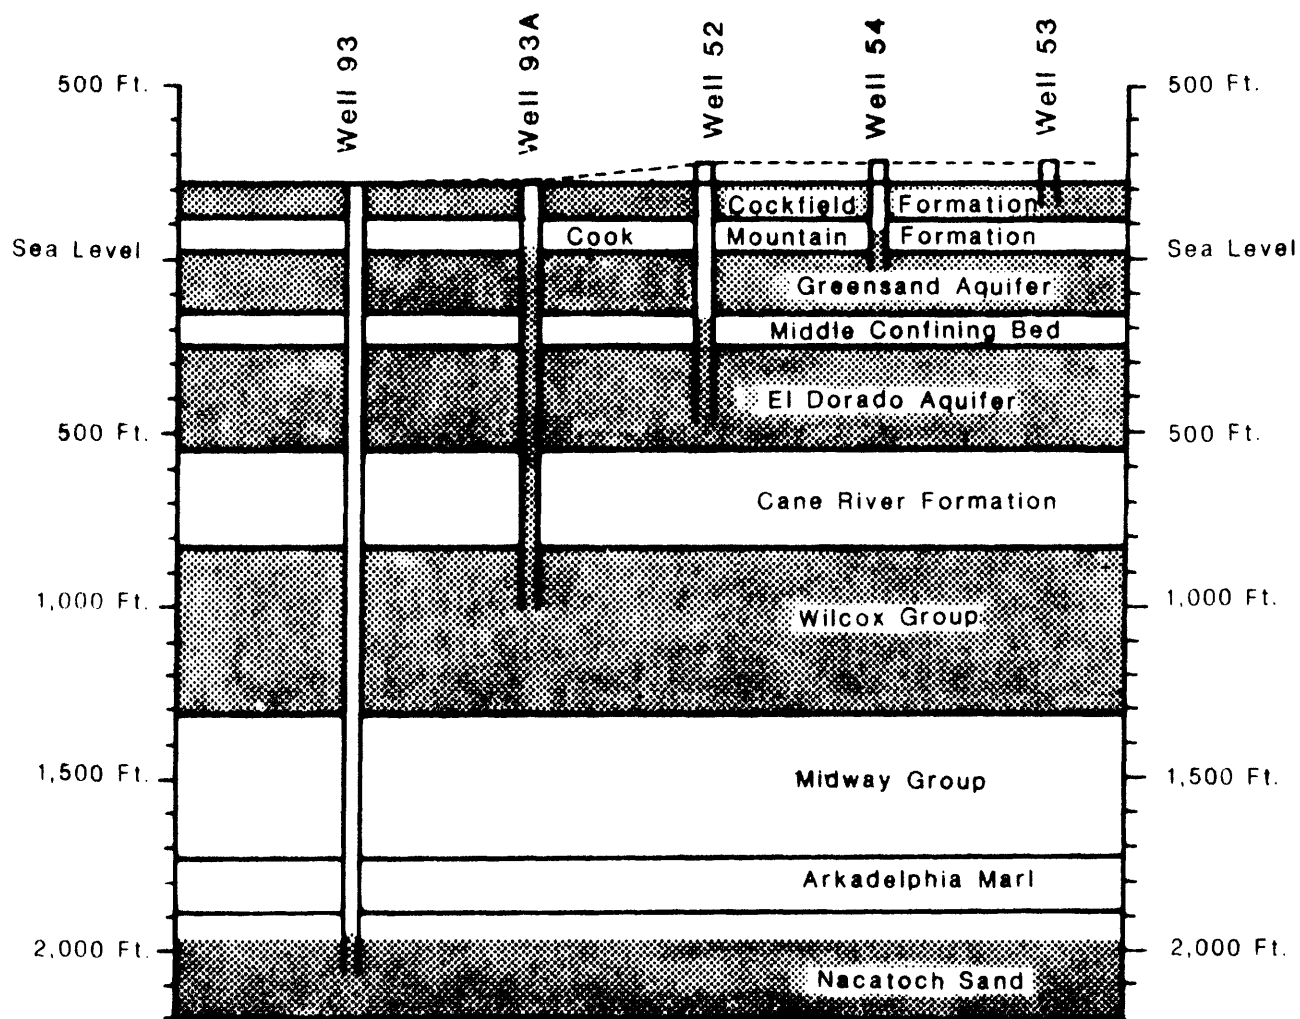 Well 93
Well 93A
Well 52
Well 54
Well 53
500 Ft.
500 Ft.
Cockfield Formation
Cook Mountain Formation
Sea Level
Sea Level
Greensand Aquifer
Middle Confining Bed
El Dorado Aquifer
500 Ft.
500 Ft.
Cane River Formation
1,000 Ft.
1,000 Ft.
Wilcox Group
1,500 Ft.
1,500 Ft.
Midway Group
Arkadelphia Marl
2,000 Ft.
2,000 Ft.
Nacatoch Sand